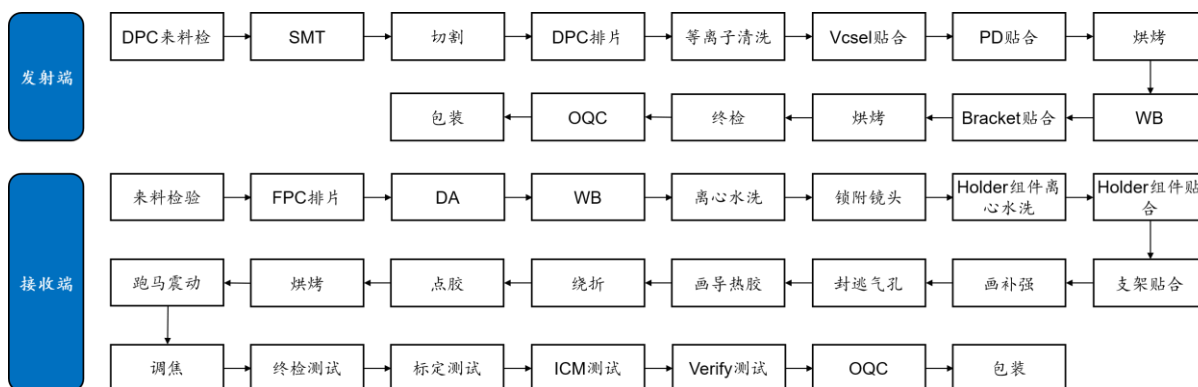 发射端
DPC来料检
SMT
切割
DPC排片
等离子清洗
Vcsel贴合
PD贴合
烘烤
包装
OQC
终检
烘烤
Bracket贴合
WB
接收端
来料检验
FPC排片
DA
WB
离心水洗
锁附镜头
Holder组件离
心水洗
Holder组件贴
合
跑马震动
烘烤
点胶
绕折
画导热胶
封逃气孔
画补强
支架贴合
调焦
终检测试
标定测试
ICM测试
Verify测试
OQC
包装